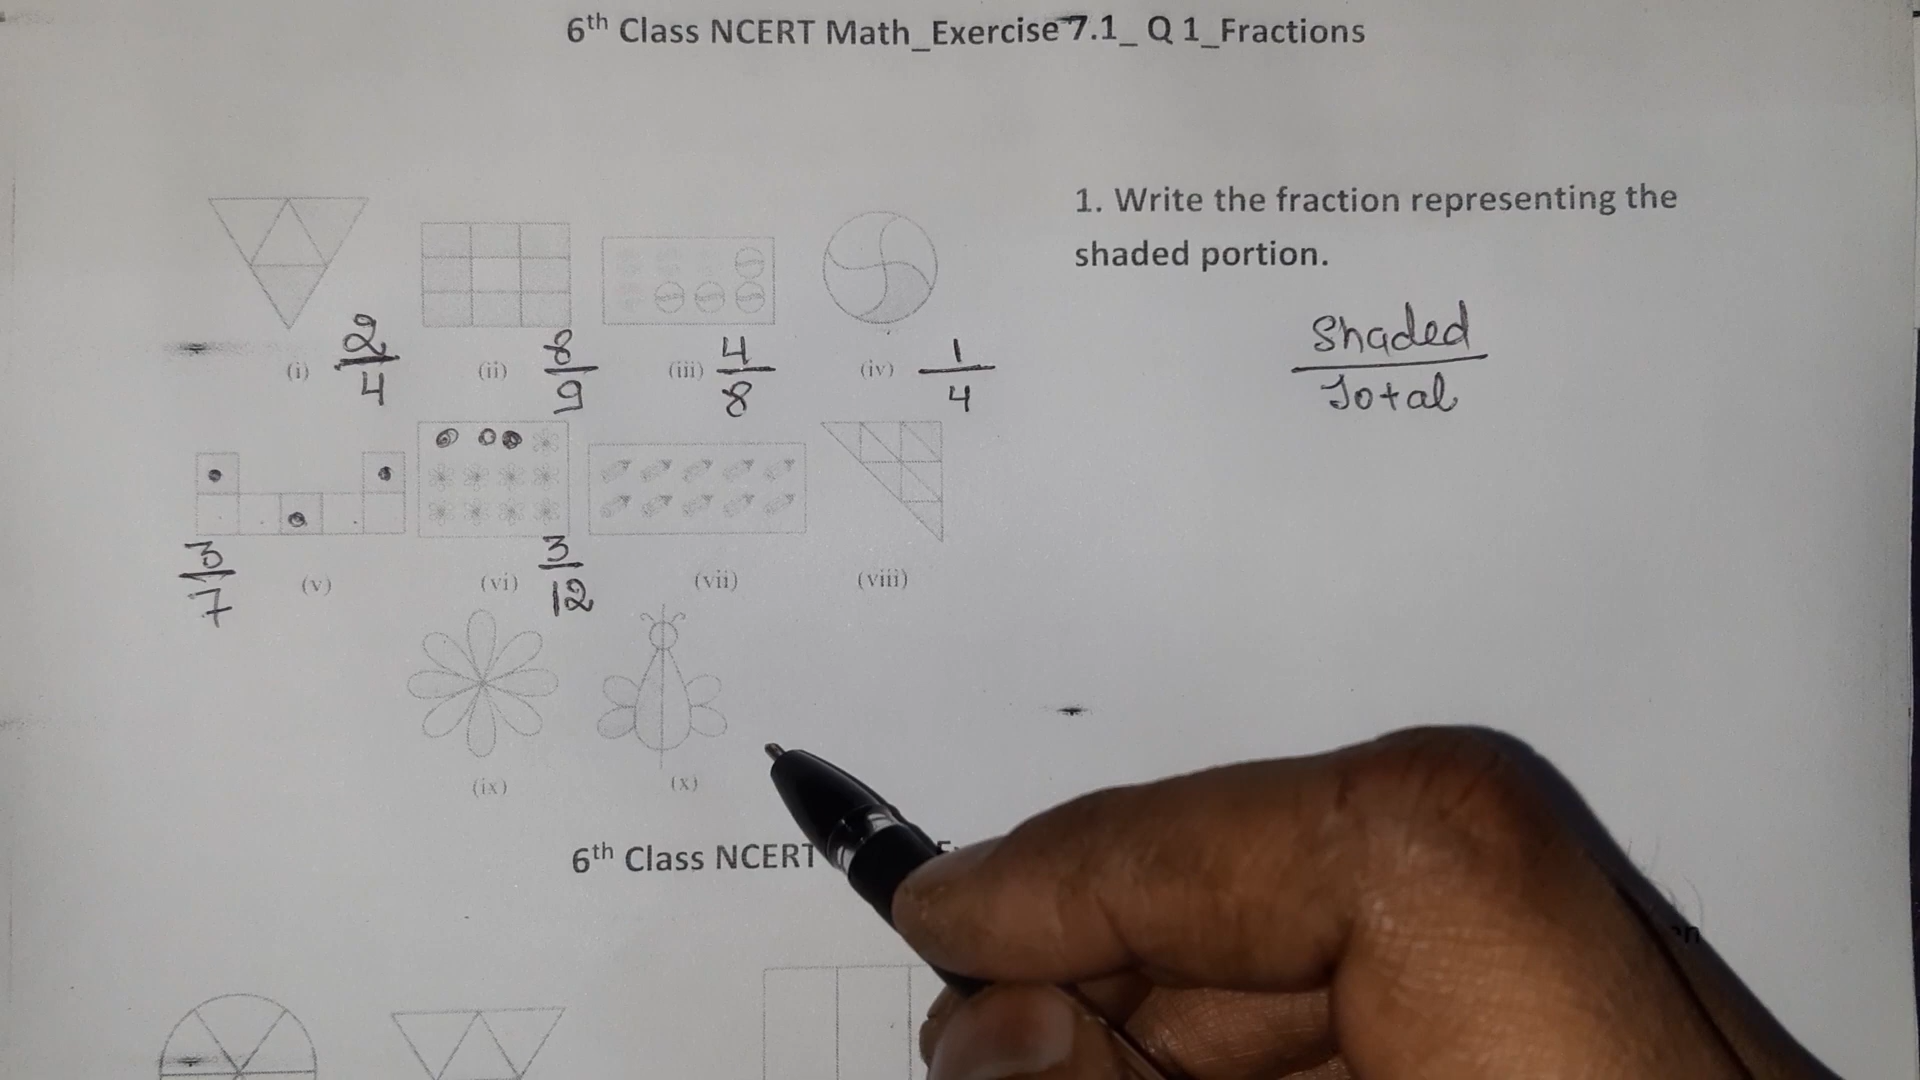 6th Class NCERT Math_Exercise 7.1_ Q 1_Fractions
1. Write the fraction representing the
shaded portion.
Shaded
Total
(i) 2/4 (ii) 8/9 (iii) 4/8 (iv) 1/4
3/7 (v) (vi) 3/12 (vii) (viii)
(ix) (x)
6th Class NCERT